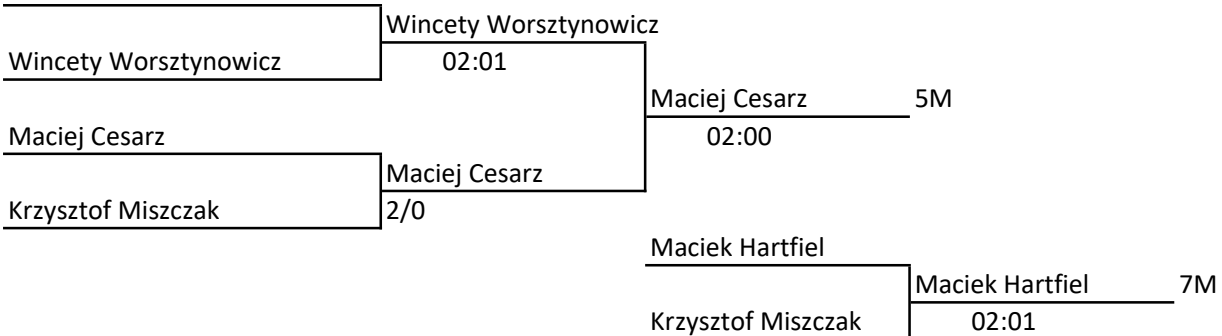 Wincety Worsztynowicz
Wincety Worsztynowicz 02:01
Maciej Cesarz 5M
Maciej Cesarz 02:00
Maciej Cesarz
Krzysztof Miszczak 2/0
Maciek Hartfiel
Maciek Hartfiel 7M
Krzysztof Miszczak 02:01